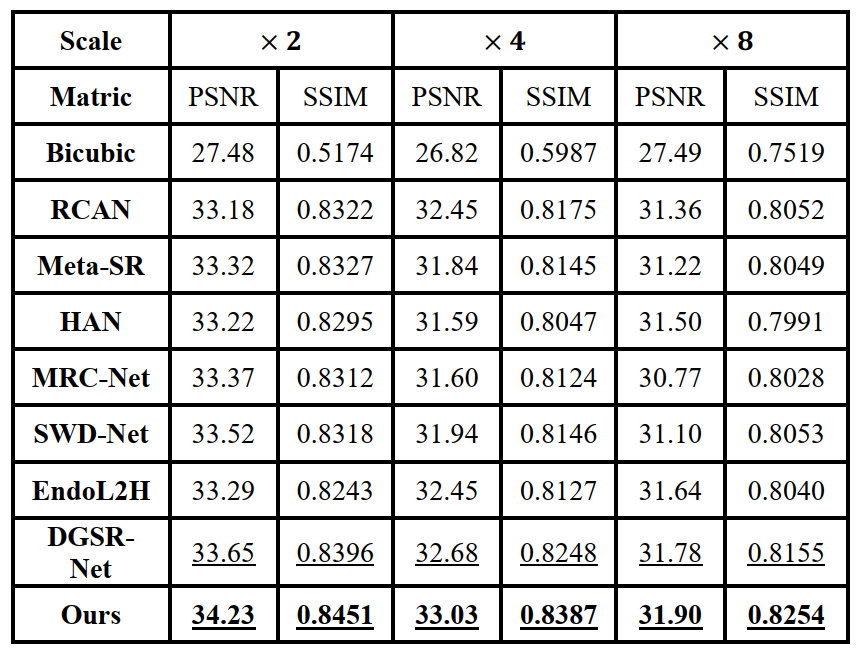 Scale × 2 × 4 × 8
Matric PSNR SSIM PSNR SSIM PSNR SSIM
Bicubic 27.48 0.5174 26.82 0.5987 27.49 0.7519
RCAN 33.18 0.8322 32.45 0.8175 31.36 0.8052
Meta-SR 33.32 0.8327 31.84 0.8145 31.22 0.8049
HAN 33.22 0.8295 31.59 0.8047 31.50 0.7991
MRC-Net 33.37 0.8312 31.60 0.8124 30.77 0.8028
SWD-Net 33.52 0.8318 31.94 0.8146 31.10 0.8053
EndoL2H 33.29 0.8243 32.45 0.8127 31.64 0.8040
DGSR-
Net 33.65 0.8396 32.68 0.8248 31.78 0.8155
Ours 34.23 0.8451 33.03 0.8387 31.90 0.8254